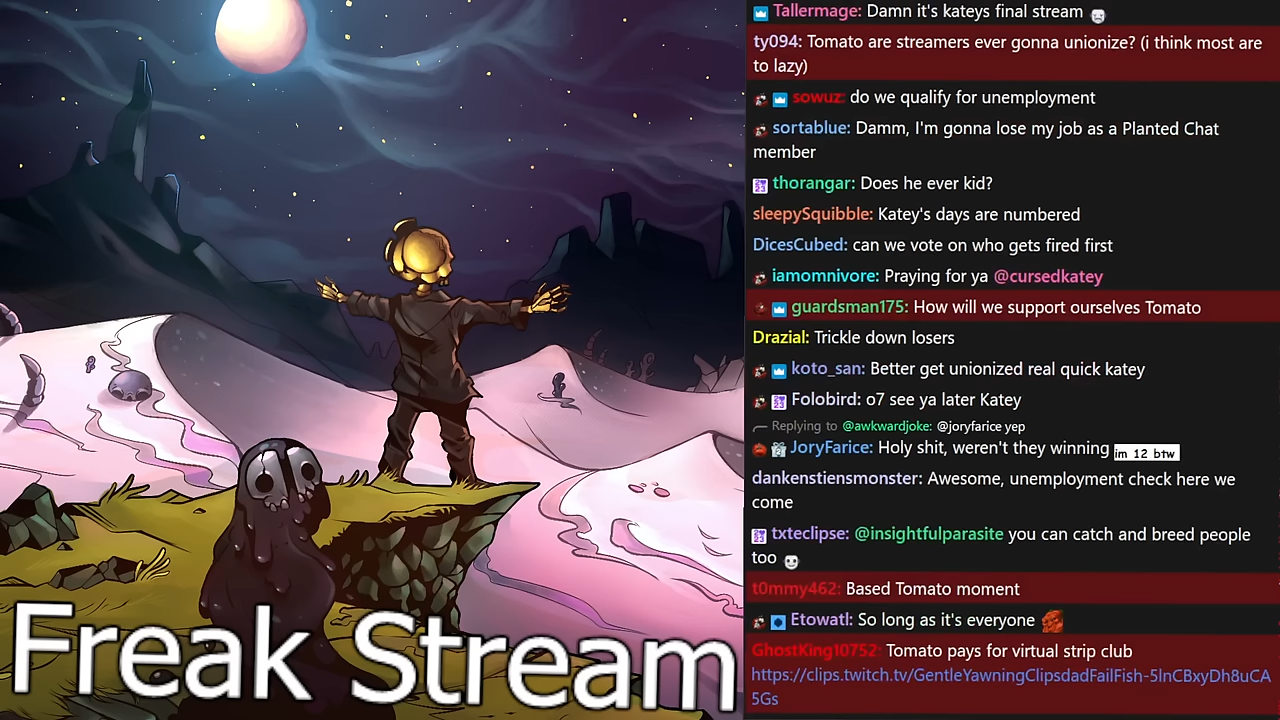 Tallermage: Damn it's kateys final stream
ty094: Tomato are streamers ever gonna unionize? (i think most are
to lazy)
sowuz: do we qualify for unemployment
sortablue: Damm, I'm gonna lose my job as a Planted Chat
member
thorangar: Does he ever kid?
sleepySquibble: Katey's days are numbered
DicesCubed: can we vote on who gets fired first
iamomnivore: Praying for ya @cursedkatey
guardsman175: How will we support ourselves Tomato
Drazial: Trickle down losers
koto_san: Better get unionized real quick katey
Folobird: o7 see ya later Katey
Replying to @awkwardjoke: @joryfarice yep
JoryFarice: Holy shit, weren't they winning im 12 btw
dankenstiensmonster: Awesome, unemployment check here we
come
txteclipse: @insightfulparasite you can catch and breed people
too
t0mmy462: Based Tomato moment
Etowatl: So long as it's everyone
GhostKing10752: Tomato pays for virtual strip club
https://clips.twitch.tv/GentleYawningClipsdadFailFish-5lnCBxyDh8uCA
5Gs
Freak Stream